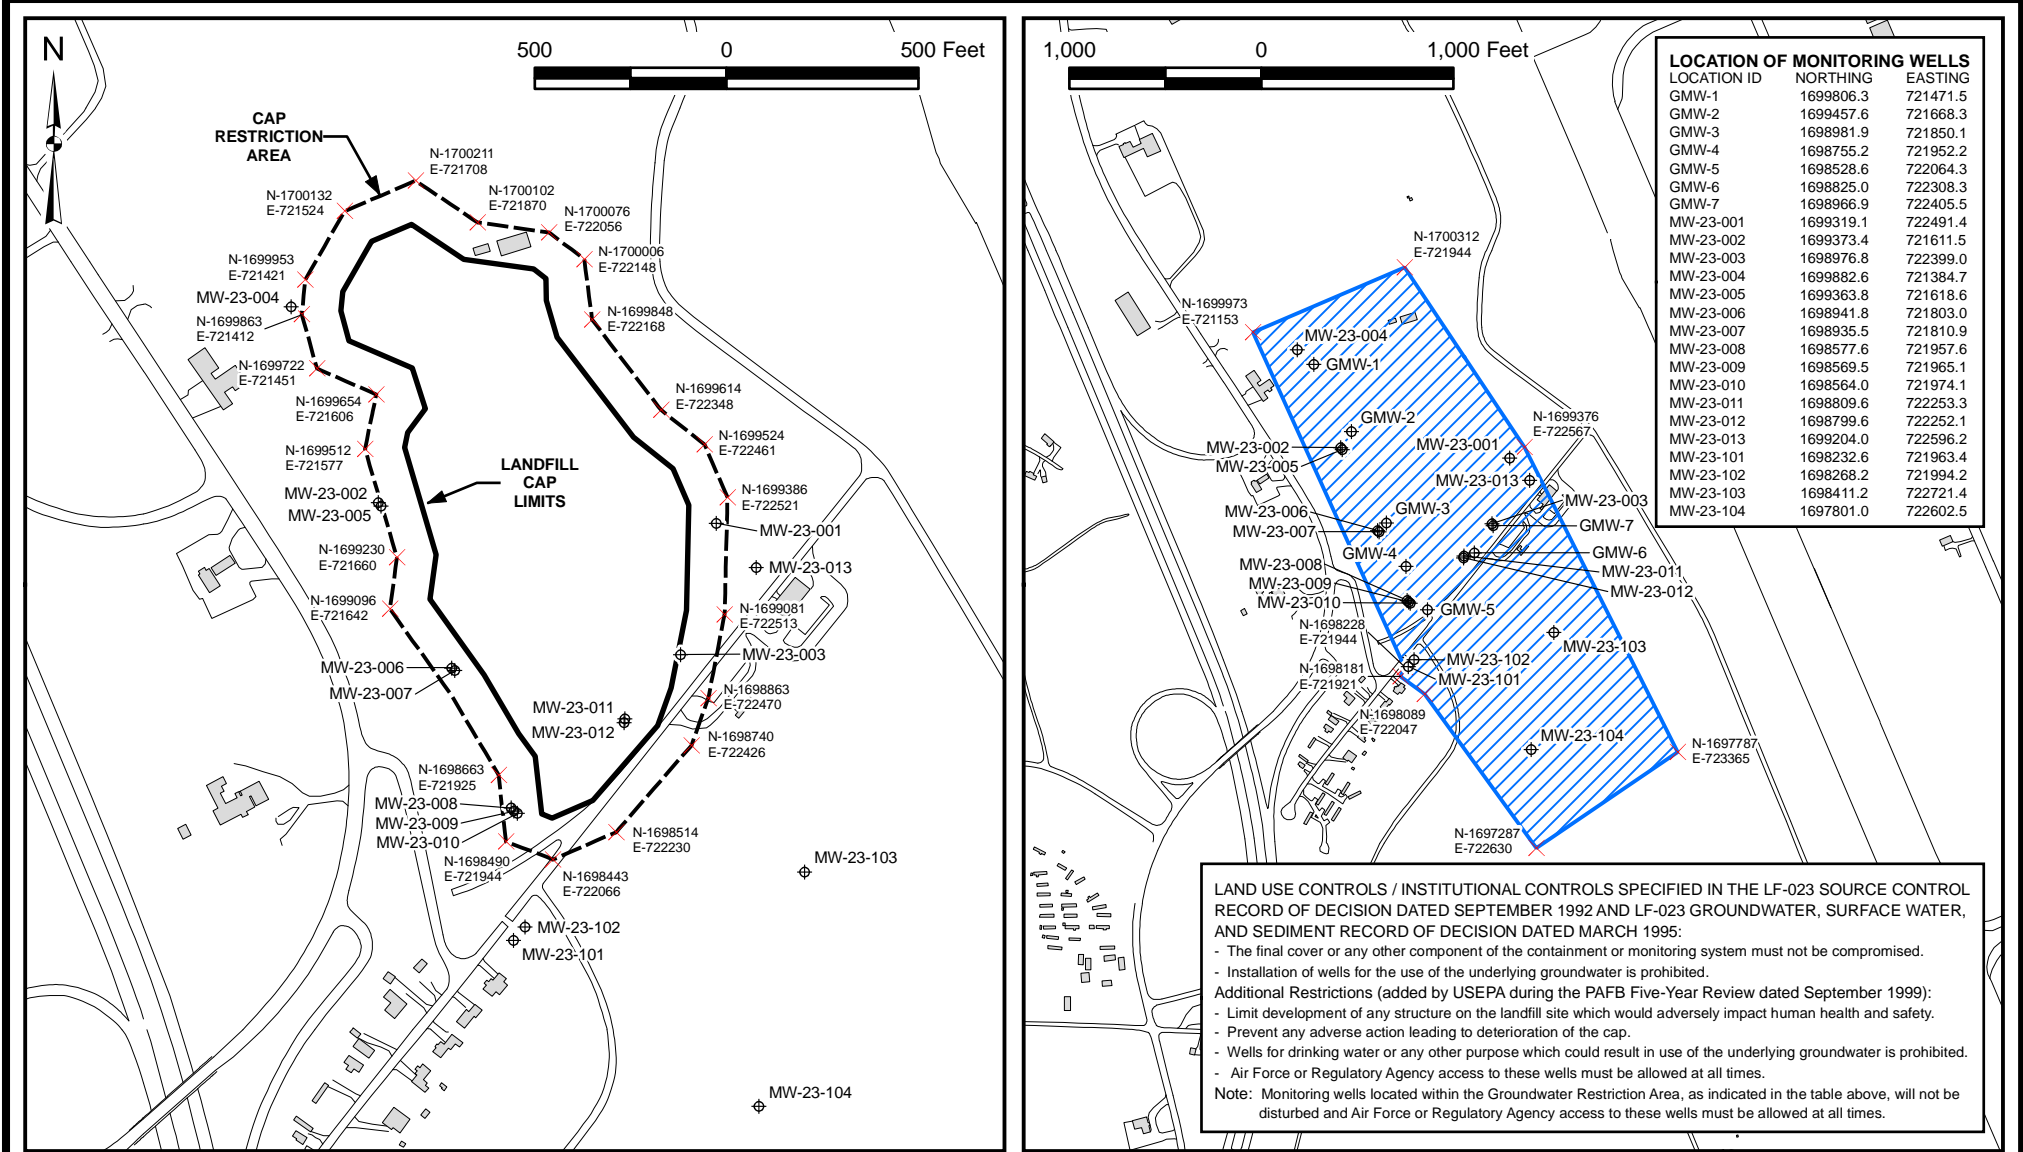 N
500 0 500 Feet
CAP
RESTRICTION
AREA
N-1700211
E-721708
N-1700132
E-721524
N-1700102
E-721870
N-1700076
E-722056
N-1700006
E-722148
N-1699953
E-721421
MW-23-004
N-1699863
E-721412
N-1699848
E-722168
N-1699722
E-721451
N-1699654
E-721606
N-1699614
E-722348
N-1699512
E-721577
N-1699524
E-722461
LANDFILL
CAP
LIMITS
MW-23-002
MW-23-005
N-1699386
E-722521
MW-23-001
N-1699230
E-721660
MW-23-013
N-1699096
E-721642
N-1699081
E-722513
MW-23-003
MW-23-006
MW-23-007
N-1698863
E-722470
MW-23-011
MW-23-012
N-1698740
E-722426
N-1698663
E-721925
MW-23-008
MW-23-009
MW-23-010
N-1698514
E-722230
N-1698490
E-721944
N-1698443
E-722066
MW-23-103
MW-23-102
MW-23-101
MW-23-104
1,000 0 1,000 Feet
N-1700312
E-721944
N-1699973
E-721153
MW-23-004
GMW-1
GMW-2
MW-23-002
MW-23-005
MW-23-001
N-1699376
E-722567
MW-23-013
MW-23-003
MW-23-006
GMW-3
MW-23-007
GMW-7
GMW-4
GMW-6
MW-23-008
MW-23-011
MW-23-009
MW-23-012
MW-23-010
GMW-5
N-1698228
E-721944
MW-23-103
MW-23-102
N-1698181
E-721921
MW-23-101
N-1698089
E-722047
MW-23-104
N-1697787
E-723365
N-1697287
E-722630
LOCATION OF MONITORING WELLS
LOCATION ID NORTHING EASTING
GMW-1 1699806.3 721471.5
GMW-2 1699457.6 721668.3
GMW-3 1698981.9 721850.1
GMW-4 1698755.2 721952.2
GMW-5 1698528.6 722064.3
GMW-6 1698825.0 722308.3
GMW-7 1698966.9 722405.5
MW-23-001 1699319.1 722491.4
MW-23-002 1699373.4 721611.5
MW-23-003 1698976.8 722399.0
MW-23-004 1699882.6 721384.7
MW-23-005 1699363.8 721618.6
MW-23-006 1698941.8 721803.0
MW-23-007 1698935.5 721810.9
MW-23-008 1698577.6 721957.6
MW-23-009 1698569.5 721965.1
MW-23-010 1698564.0 721974.1
MW-23-011 1698809.6 722253.3
MW-23-012 1698799.6 722252.1
MW-23-013 1699204.0 722596.2
MW-23-101 1698232.6 721963.4
MW-23-102 1698268.2 721994.2
MW-23-103 1698411.2 722721.4
MW-23-104 1697801.0 722602.5
LAND USE CONTROLS / INSTITUTIONAL CONTROLS SPECIFIED IN THE LF-023 SOURCE CONTROL
RECORD OF DECISION DATED SEPTEMBER 1992 AND LF-023 GROUNDWATER, SURFACE WATER,
AND SEDIMENT RECORD OF DECISION DATED MARCH 1995:
- The final cover or any other component of the containment or monitoring system must not be compromised.
- Installation of wells for the use of the underlying groundwater is prohibited.
Additional Restrictions (added by USEPA during the PAFB Five-Year Review dated September 1999):
- Limit development of any structure on the landfill site which would adversely impact human health and safety.
- Prevent any adverse action leading to deterioration of the cap.
- Wells for drinking water or any other purpose which could result in use of the underlying groundwater is prohibited.
- Air Force or Regulatory Agency access to these wells must be allowed at all times.
Note: Monitoring wells located within the Groundwater Restriction Area, as indicated in the table above, will not be
disturbed and Air Force or Regulatory Agency access to these wells must be allowed at all times.